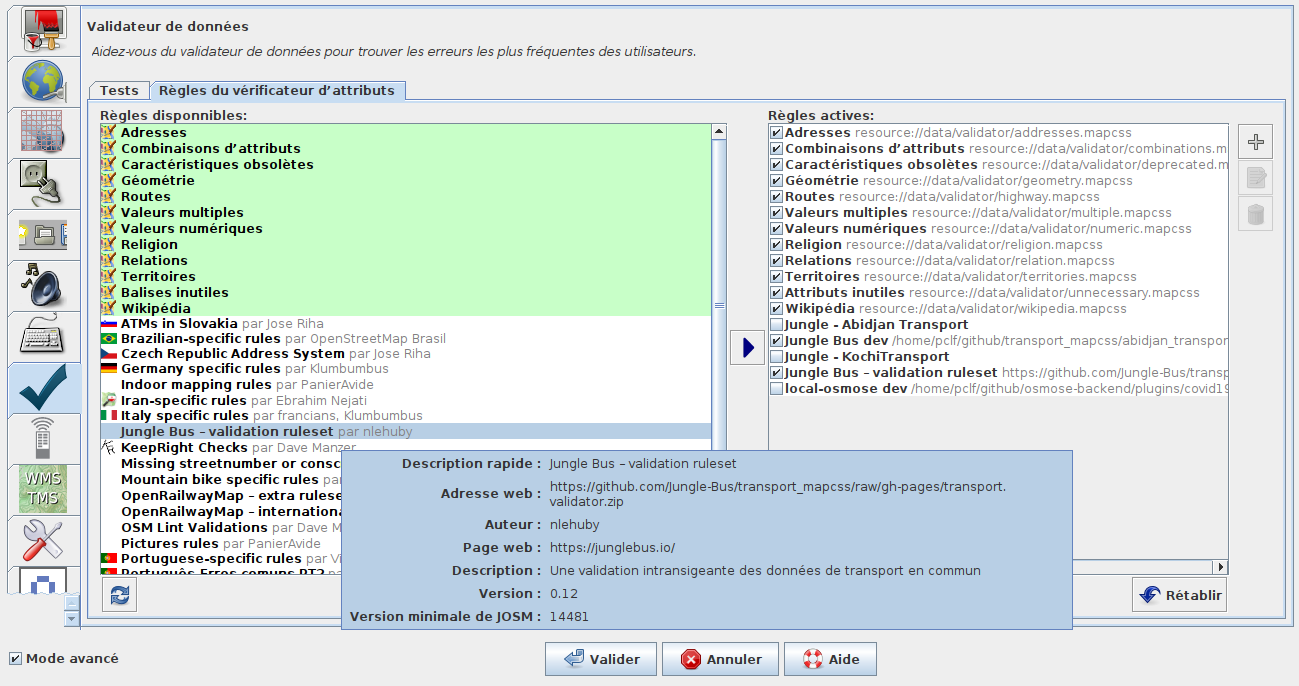 Validateur de données
Aidez-vous du validateur de données pour trouver les erreurs les plus fréquentes des utilisateurs.
Tests
Règles du vérificateur d’attributs
Règles disponnibles:
Adresses
Combinaisons d’attributs
Caractéristiques obsolètes
Géométrie
Routes
Valeurs multiples
Valeurs numériques
Religion
Relations
Territoires
Balises inutiles
Wikipédia
ATMs in Slovakia par Jose Riha
Brazilian-specific rules par OpenStreetMap Brasil
Czech Republic Address System par Jose Riha
Germany specific rules par Klumbumbus
Indoor mapping rules par PanierAvide
Iran-specific rules par Ebrahim Nejati
Italy specific rules par francians, Klumbumbus
Jungle Bus – validation ruleset par nlehuby
KeepRight Checks par Dave Manzer
Missing streetnumber or consc
Mountain bike specific rules par
OpenRailwayMap – extra rulese
OpenRailwayMap – internationa
OSM Lint Validations par Dave M
Pictures rules par PanierAvide
Portuguese-specific rules par Vi
Português Erros comuns PT2
Règles actives:
Adresses resource://data/validator/addresses.mapcss
Combinaisons d’attributs resource://data/validator/combinations.m
Caractéristiques obsolètes resource://data/validator/deprecated.m
Géométrie resource://data/validator/geometry.mapcss
Routes resource://data/validator/highway.mapcss
Valeurs multiples resource://data/validator/multiple.mapcss
Valeurs numériques resource://data/validator/numeric.mapcss
Religion resource://data/validator/religion.mapcss
Relations resource://data/validator/relation.mapcss
Territoires resource://data/validator/territories.mapcss
Attributs inutiles resource://data/validator/unnecessary.mapcss
Wikipédia resource://data/validator/wikipedia.mapcss
Jungle - Abidjan Transport
Jungle Bus dev /home/pclf/github/transport_mapcss/abidjan_transpor
Jungle - KochiTransport
Jungle Bus – validation ruleset https://github.com/Jungle-Bus/transp
local-osmose dev /home/pclf/github/osmose-backend/plugins/covid19
Description rapide : Jungle Bus – validation ruleset
Adresse web : https://github.com/Jungle-Bus/transport_mapcss/raw/gh-pages/transport.
validator.zip
Auteur : nlehuby
Page web : https://junglebus.io/
Description : Une validation intransigeante des données de transport en commun
Version : 0.12
Version minimale de JOSM : 14481
WMS
TMS
Rétablir
Mode avancé
Valider
Annuler
Aide